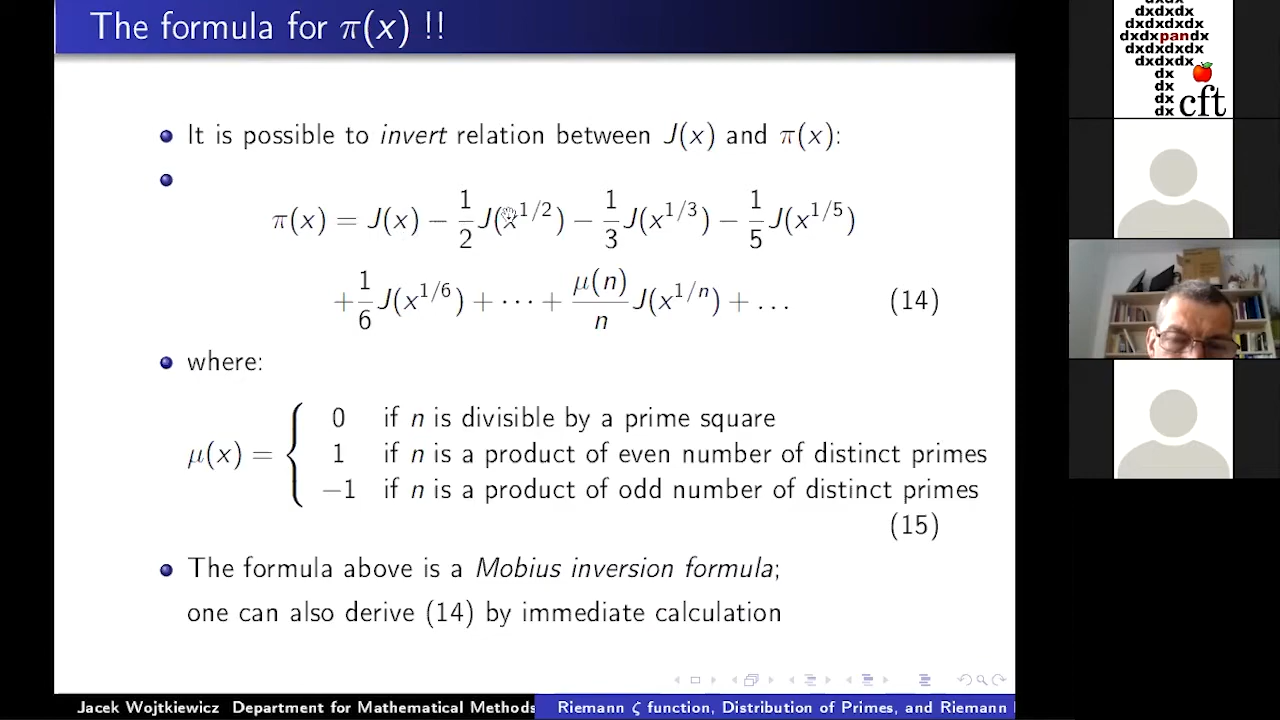 The formula for π(x) !!
It is possible to invert relation between J(x) and π(x):
π(x) = J(x) − 1/2 J(x^{1/2}) − 1/3 J(x^{1/3}) − 1/5 J(x^{1/5})
+ 1/6 J(x^{1/6}) + ⋯ + μ(n)/n J(x^{1/n}) + … (14)
where:
μ(x) = { 0 if n is divisible by a prime square
1 if n is a product of even number of distinct primes
−1 if n is a product of odd number of distinct primes
(15)
The formula above is a Mobius inversion formula;
one can also derive (14) by immediate calculation
Jacek Wojtkiewicz Department for Mathematical Methods Riemann ζ function, Distribution of Primes, and Riemann
dxdxdx
dxdxdxdx
dxdxpandx
dxdxdxdx
dxdxdx
dx
dx
dx
dx cft